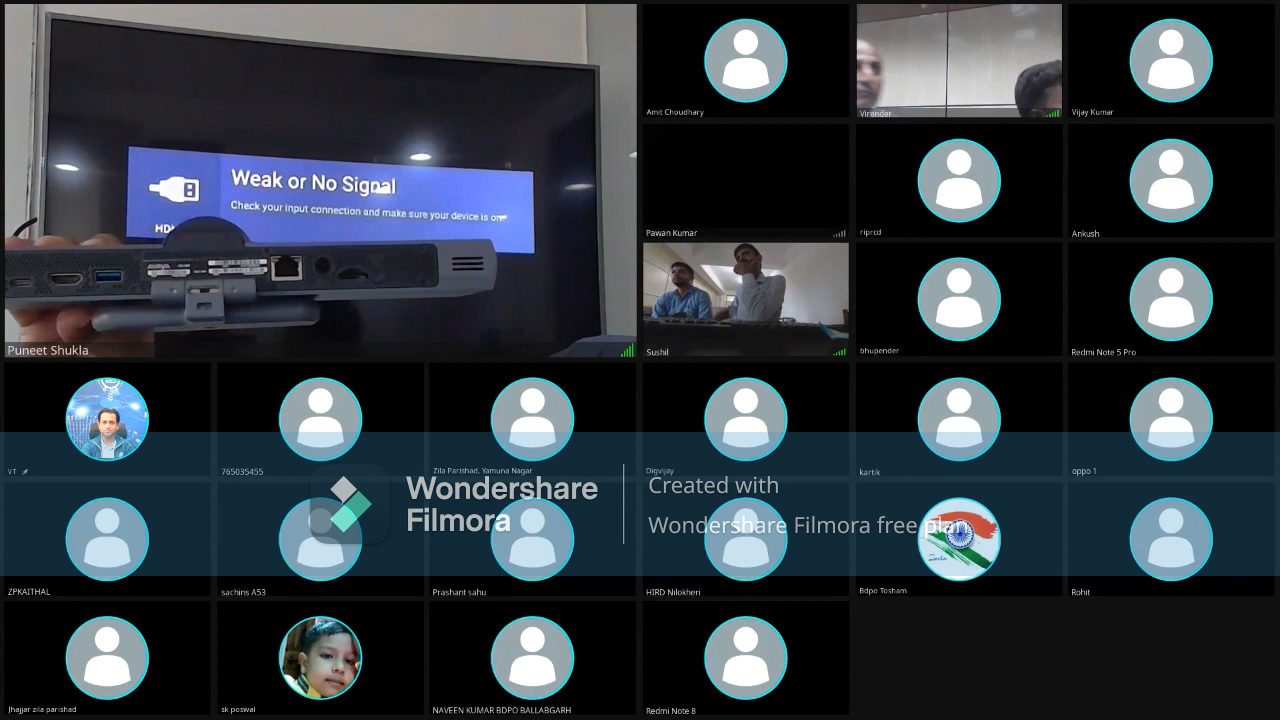 Weak or No Signal
Check your input connection and make sure your device is on
Puneet Shukla
Amit Choudhary
Virender
Vijay Kumar
Pawan Kumar
riprcd
Ankush
Sushil
bhupender
Redmi Note 5 Pro
VT
765035455
Zila Parishad, Yamuna Nagar
Digvijay
kartik
oppo 1
Wondershare
Filmora
Created with
Wondershare Filmora free plan
ZPKAITHAL
sachins A53
Prashant sahu
HIRD Nilokheri
Bdpo Tosham
Rohit
Jhajjar zila parishad
sk poswal
NAVEEN KUMAR BDPO BALLABGARH
Redmi Note 8